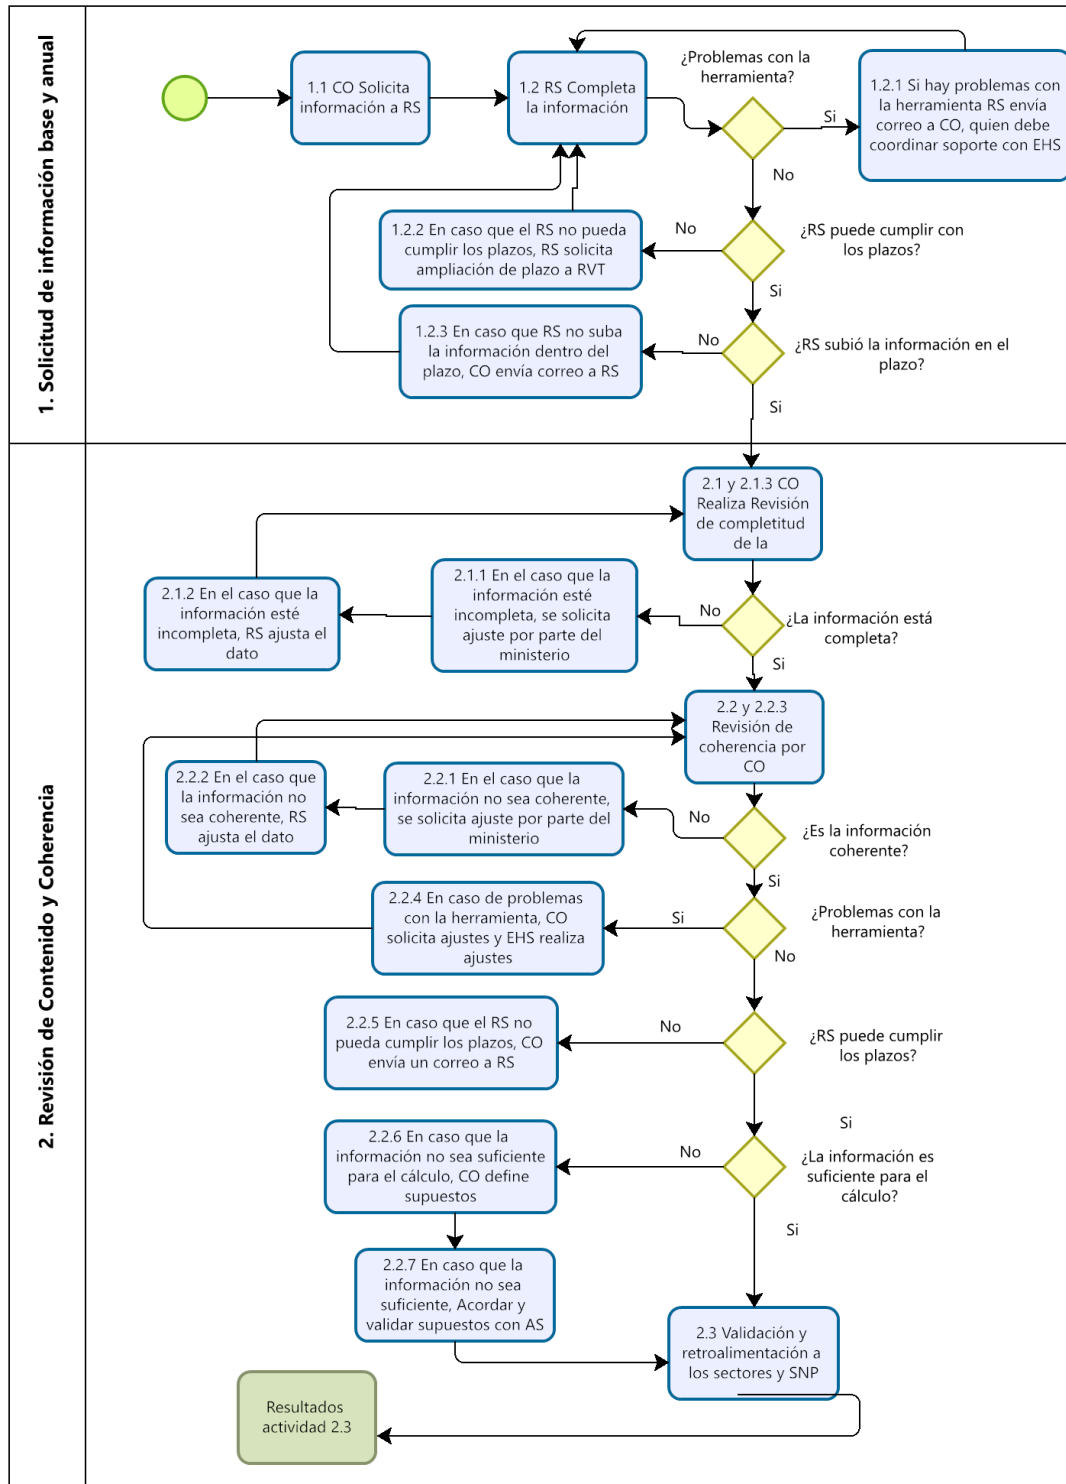 1. Solicitud de información base y anual
1.1 CO Solicita
información a RS
1.2 RS Completa
la información
¿Problemas con la
herramienta?
Si
1.2.1 Si hay problemas con
la herramienta RS envía
correo a CO, quien debe
coordinar soporte con EHS
No
1.2.2 En caso que el RS no pueda
cumplir los plazos, RS solicita
ampliación de plazo a RVT
No
¿RS puede cumplir con
los plazos?
Si
1.2.3 En caso que RS no suba
la información dentro del
plazo, CO envía correo a RS
No
¿RS subió la información en el
plazo?
Si
2. Revisión de Contenido y Coherencia
2.1 y 2.1.3 CO
Realiza Revisión
de completitud
de la
2.1.2 En el caso que la
información esté
incompleta, RS ajusta el
dato
2.1.1 En el caso que la
información esté
incompleta, se solicita
ajuste por parte del
ministerio
No
¿La información está
completa?
Si
2.2 y 2.2.3
Revisión de
coherencia por
CO
2.2.2 En el caso que
la información no
sea coherente, RS
ajusta el dato
2.2.1 En el caso que la
información no sea coherente,
se solicita ajuste por parte del
ministerio
No
¿Es la información
coherente?
Si
2.2.4 En caso de problemas
con la herramienta, CO
solicita ajustes y EHS realiza
ajustes
Si
¿Problemas con la
herramienta?
No
2.2.5 En caso que el RS no
pueda cumplir los plazos, CO
envía un correo a RS
No
¿RS puede cumplir
los plazos?
Si
2.2.6 En caso que la
información no sea suficiente
para el cálculo, CO define
supuestos
No
¿La información es
suficiente para el
cálculo?
Si
2.2.7 En caso que la
información no sea
suficiente, Acordar y
validar supuestos con AS
2.3 Validación y
retroalimentación a
los sectores y SNP
Resultados
actividad 2.3